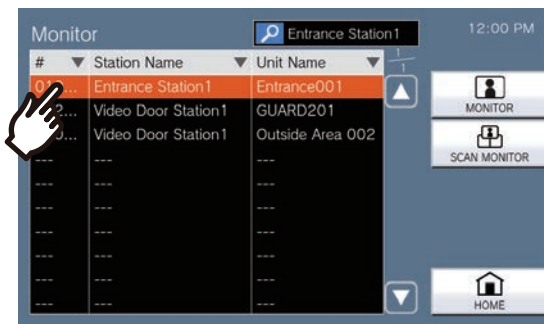 Monitor
Entrance Station1
12:00 PM
# Station Name Unit Name
1
1
Entrance Station1 Entrance001
Video Door Station1 GUARD201
Video Door Station1 Outside Area 002
--- --- ---
--- --- ---
--- --- ---
--- --- ---
--- --- ---
--- --- ---
--- --- ---
MONITOR
SCAN MONITOR
HOME